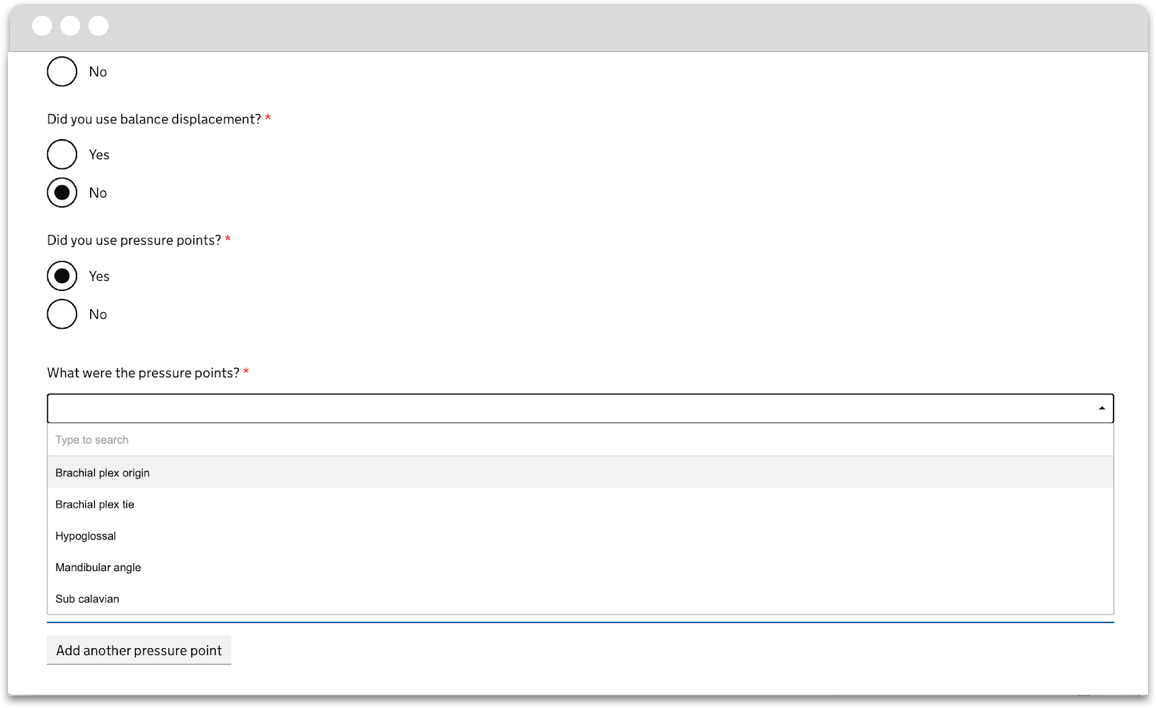 No
Did you use balance displacement? *
Yes
No
Did you use pressure points? *
Yes
No
What were the pressure points? *
Type to search
Brachial plex origin
Brachial plex tie
Hypoglossal
Mandibular angle
Sub calavian
Add another pressure point